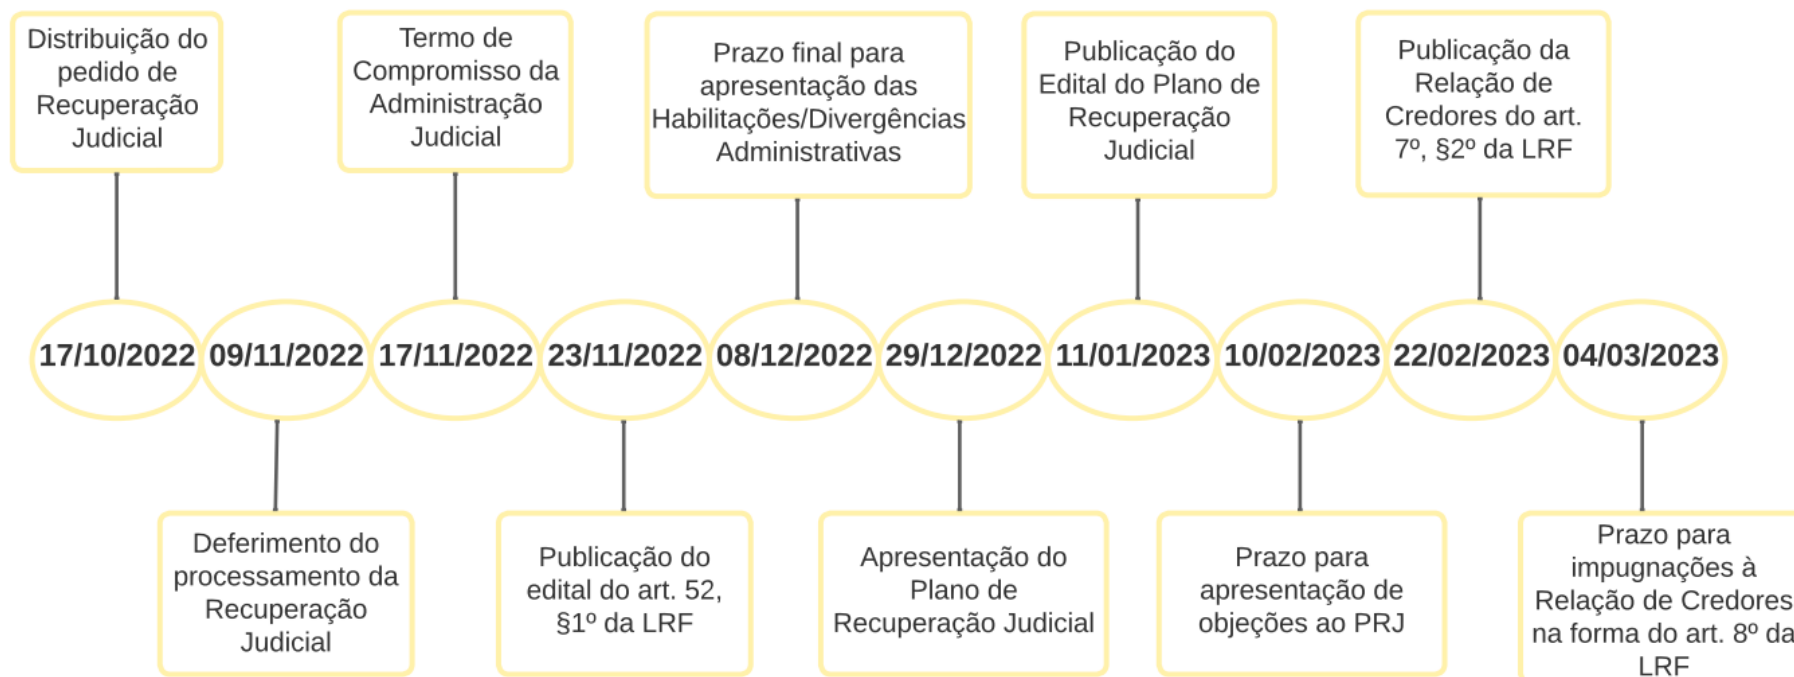 Distribuição do
pedido de
Recuperação
Judicial
Termo de
Compromisso da
Administração
Judicial
Prazo final para
apresentação das
Habilitações/Divergências
Administrativas
Publicação do
Edital do Plano de
Recuperação
Judicial
Publicação da
Relação de
Credores do art.
7º, §2º da LRF
17/10/2022
09/11/2022
17/11/2022
23/11/2022
08/12/2022
29/12/2022
11/01/2023
10/02/2023
22/02/2023
04/03/2023
Deferimento do
processamento da
Recuperação
Judicial
Publicação do
edital do art. 52,
§1º da LRF
Apresentação do
Plano de
Recuperação Judicial
Prazo para
apresentação de
objeções ao PRJ
Prazo para
impugnações à
Relação de Credores
na forma do art. 8º da
LRF